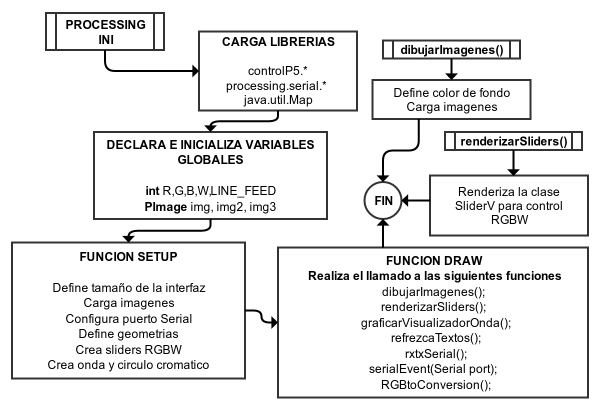 PROCESSING
INI
CARGA LIBRERIAS
controlP5.*
processing.serial.*
java.util.Map
DECLARA E INICIALIZA VARIABLES
GLOBALES
int R,G,B,W,LINE_FEED
PImage img, img2, img3
FUNCION SETUP
Define tamaño de la interfaz
Carga imagenes
Configura puerto Serial
Define geometrias
Crea sliders RGBW
Crea onda y circulo cromatico
FUNCION DRAW
Realiza el llamado a las siguientes funciones
dibujarImagenes();
renderizarSliders();
graficarVisualizadorOnda();
refrezcaTextos();
rxtxSerial();
serialEvent(Serial port);
RGBtoConversion();
dibujarImagenes()
Define color de fondo
Carga imagenes
renderizarSliders()
Renderiza la clase
SliderV para control
RGBW
FIN